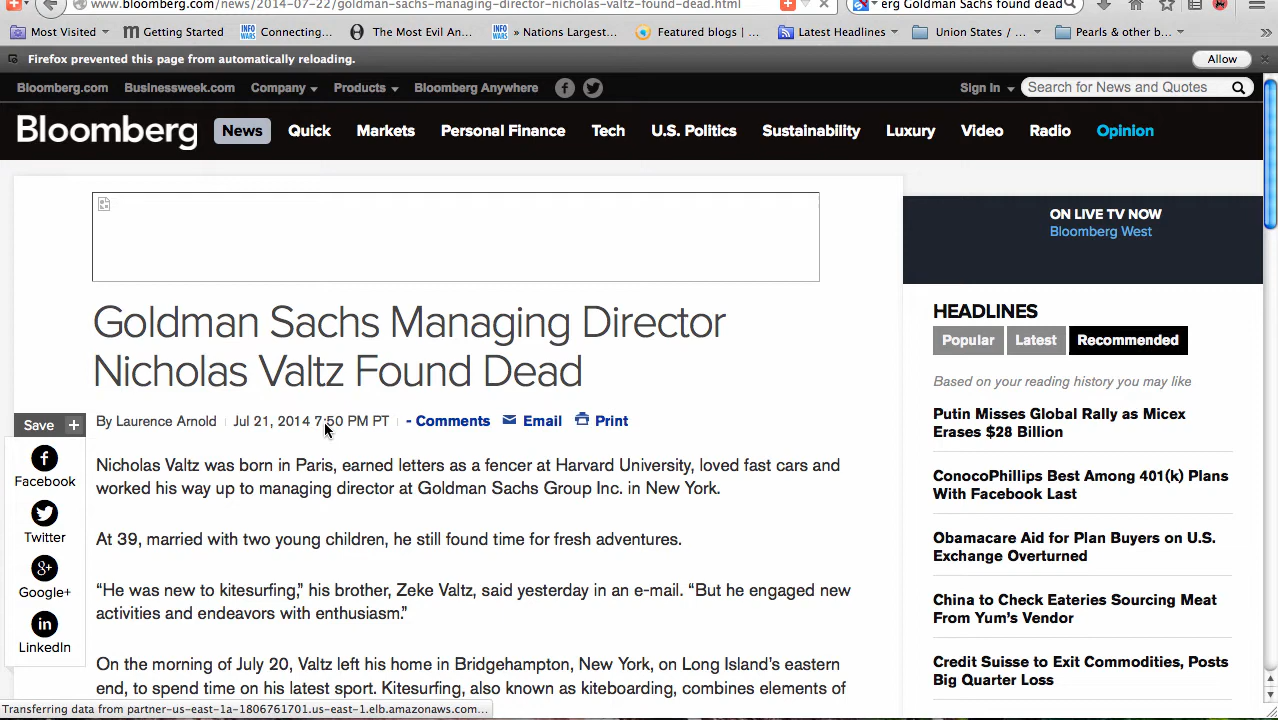 www.bloomberg.com/news/2014-07-22/goldman-sachs-managing-director-nicholas-valtz-found-dead.html
erg Goldman Sachs found dead
Most Visited
Getting Started
Connecting...
The Most Evil An...
» Nations Largest...
Featured blogs | ...
Latest Headlines
Union States / ...
Pearls & other b...
»
Firefox prevented this page from automatically reloading.
Allow
Bloomberg.com
Businessweek.com
Company
Products
Bloomberg Anywhere
Sign In
Search for News and Quotes
Bloomberg
News
Quick
Markets
Personal Finance
Tech
U.S. Politics
Sustainability
Luxury
Video
Radio
Opinion
ON LIVE TV NOW
Bloomberg West
Goldman Sachs Managing Director
Nicholas Valtz Found Dead
By Laurence Arnold
Jul 21, 2014 7:50 PM PT
- Comments
Email
Print
Save +
Facebook
Twitter
Google+
LinkedIn
Nicholas Valtz was born in Paris, earned letters as a fencer at Harvard University, loved fast cars and
worked his way up to managing director at Goldman Sachs Group Inc. in New York.
At 39, married with two young children, he still found time for fresh adventures.
“He was new to kitesurfing,” his brother, Zeke Valtz, said yesterday in an e-mail. “But he engaged new
activities and endeavors with enthusiasm.”
On the morning of July 20, Valtz left his home in Bridgehampton, New York, on Long Island’s eastern
end, to spend time on his latest sport. Kitesurfing, also known as kiteboarding, combines elements of
HEADLINES
Popular
Latest
Recommended
Based on your reading history you may like
Putin Misses Global Rally as Micex
Erases $28 Billion
ConocoPhillips Best Among 401(k) Plans
With Facebook Last
Obamacare Aid for Plan Buyers on U.S.
Exchange Overturned
China to Check Eateries Sourcing Meat
From Yum’s Vendor
Credit Suisse to Exit Commodities, Posts
Big Quarter Loss
Transferring data from partner-us-east-1a-1806761701.us-east-1.elb.amazonaws.com...